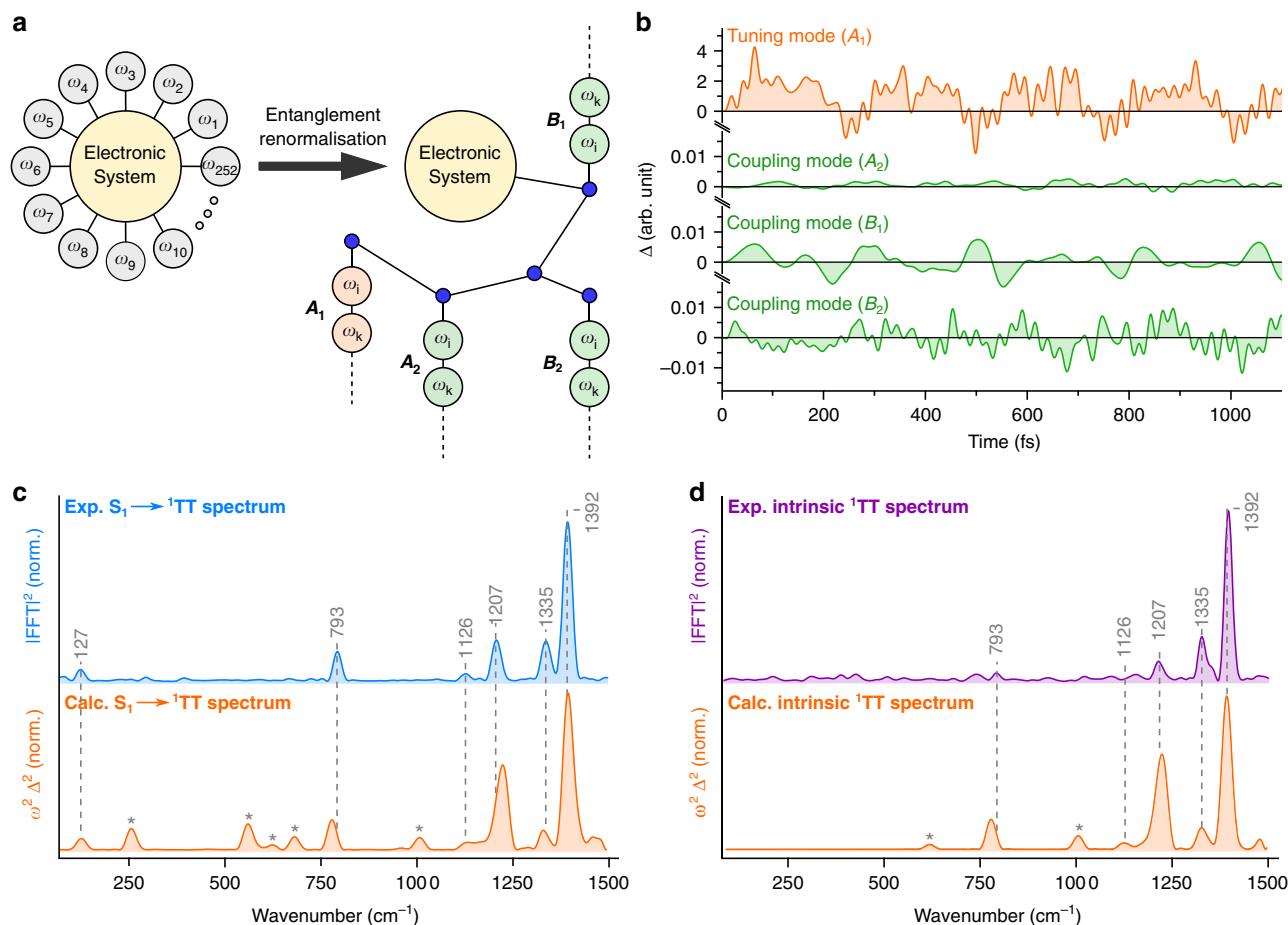 a
ω3
ω4
ω2
ω5
ω1
ω6
Electronic
System
ω252
ω7
ω8
ω9
ω10
Entanglement
renormalisation
Electronic
System
B1
ωk
ωi
A1
ωi
ωk
A2
ωi
ωk
B2
ωi
ωk
b
Tuning mode (A1)
4
2
0
Coupling mode (A2)
0.01
0
Coupling mode (B1)
0.01
0
Coupling mode (B2)
0.01
0
−0.01
Δ (arb. unit)
0
200
400
600
800
1000
Time (fs)
c
Exp. S1 → 1TT spectrum
|FFT|2 (norm.)
127
793
1126
1207
1335
1392
Calc. S1 → 1TT spectrum
ω2 Δ2 (norm.)
*
*
*
*
*
250
500
750
1000
1250
1500
Wavenumber (cm−1)
d
Exp. intrinsic 1TT spectrum
|FFT|2 (norm.)
793
1126
1207
1335
1392
Calc. intrinsic 1TT spectrum
ω2 Δ2 (norm.)
*
*
250
500
750
1000
1250
1500
Wavenumber (cm−1)